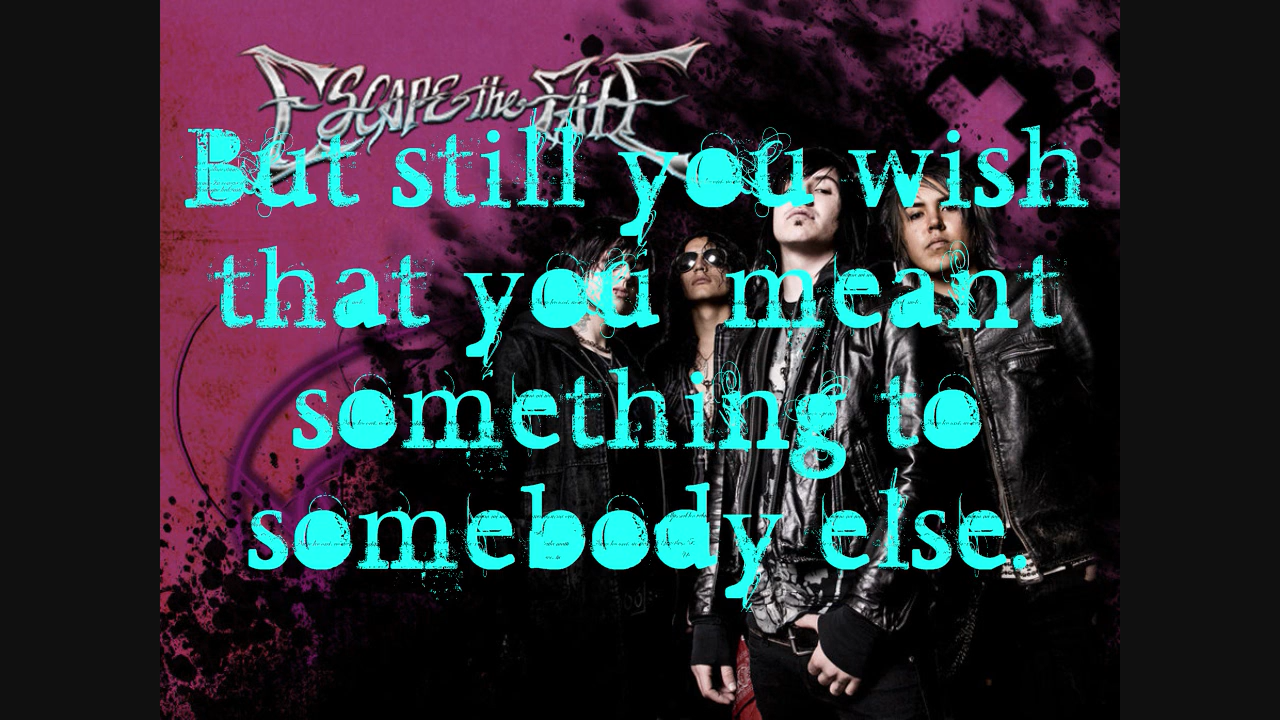 ESCAPE the FATE
But still you wish
that you meant
something to
somebody else.